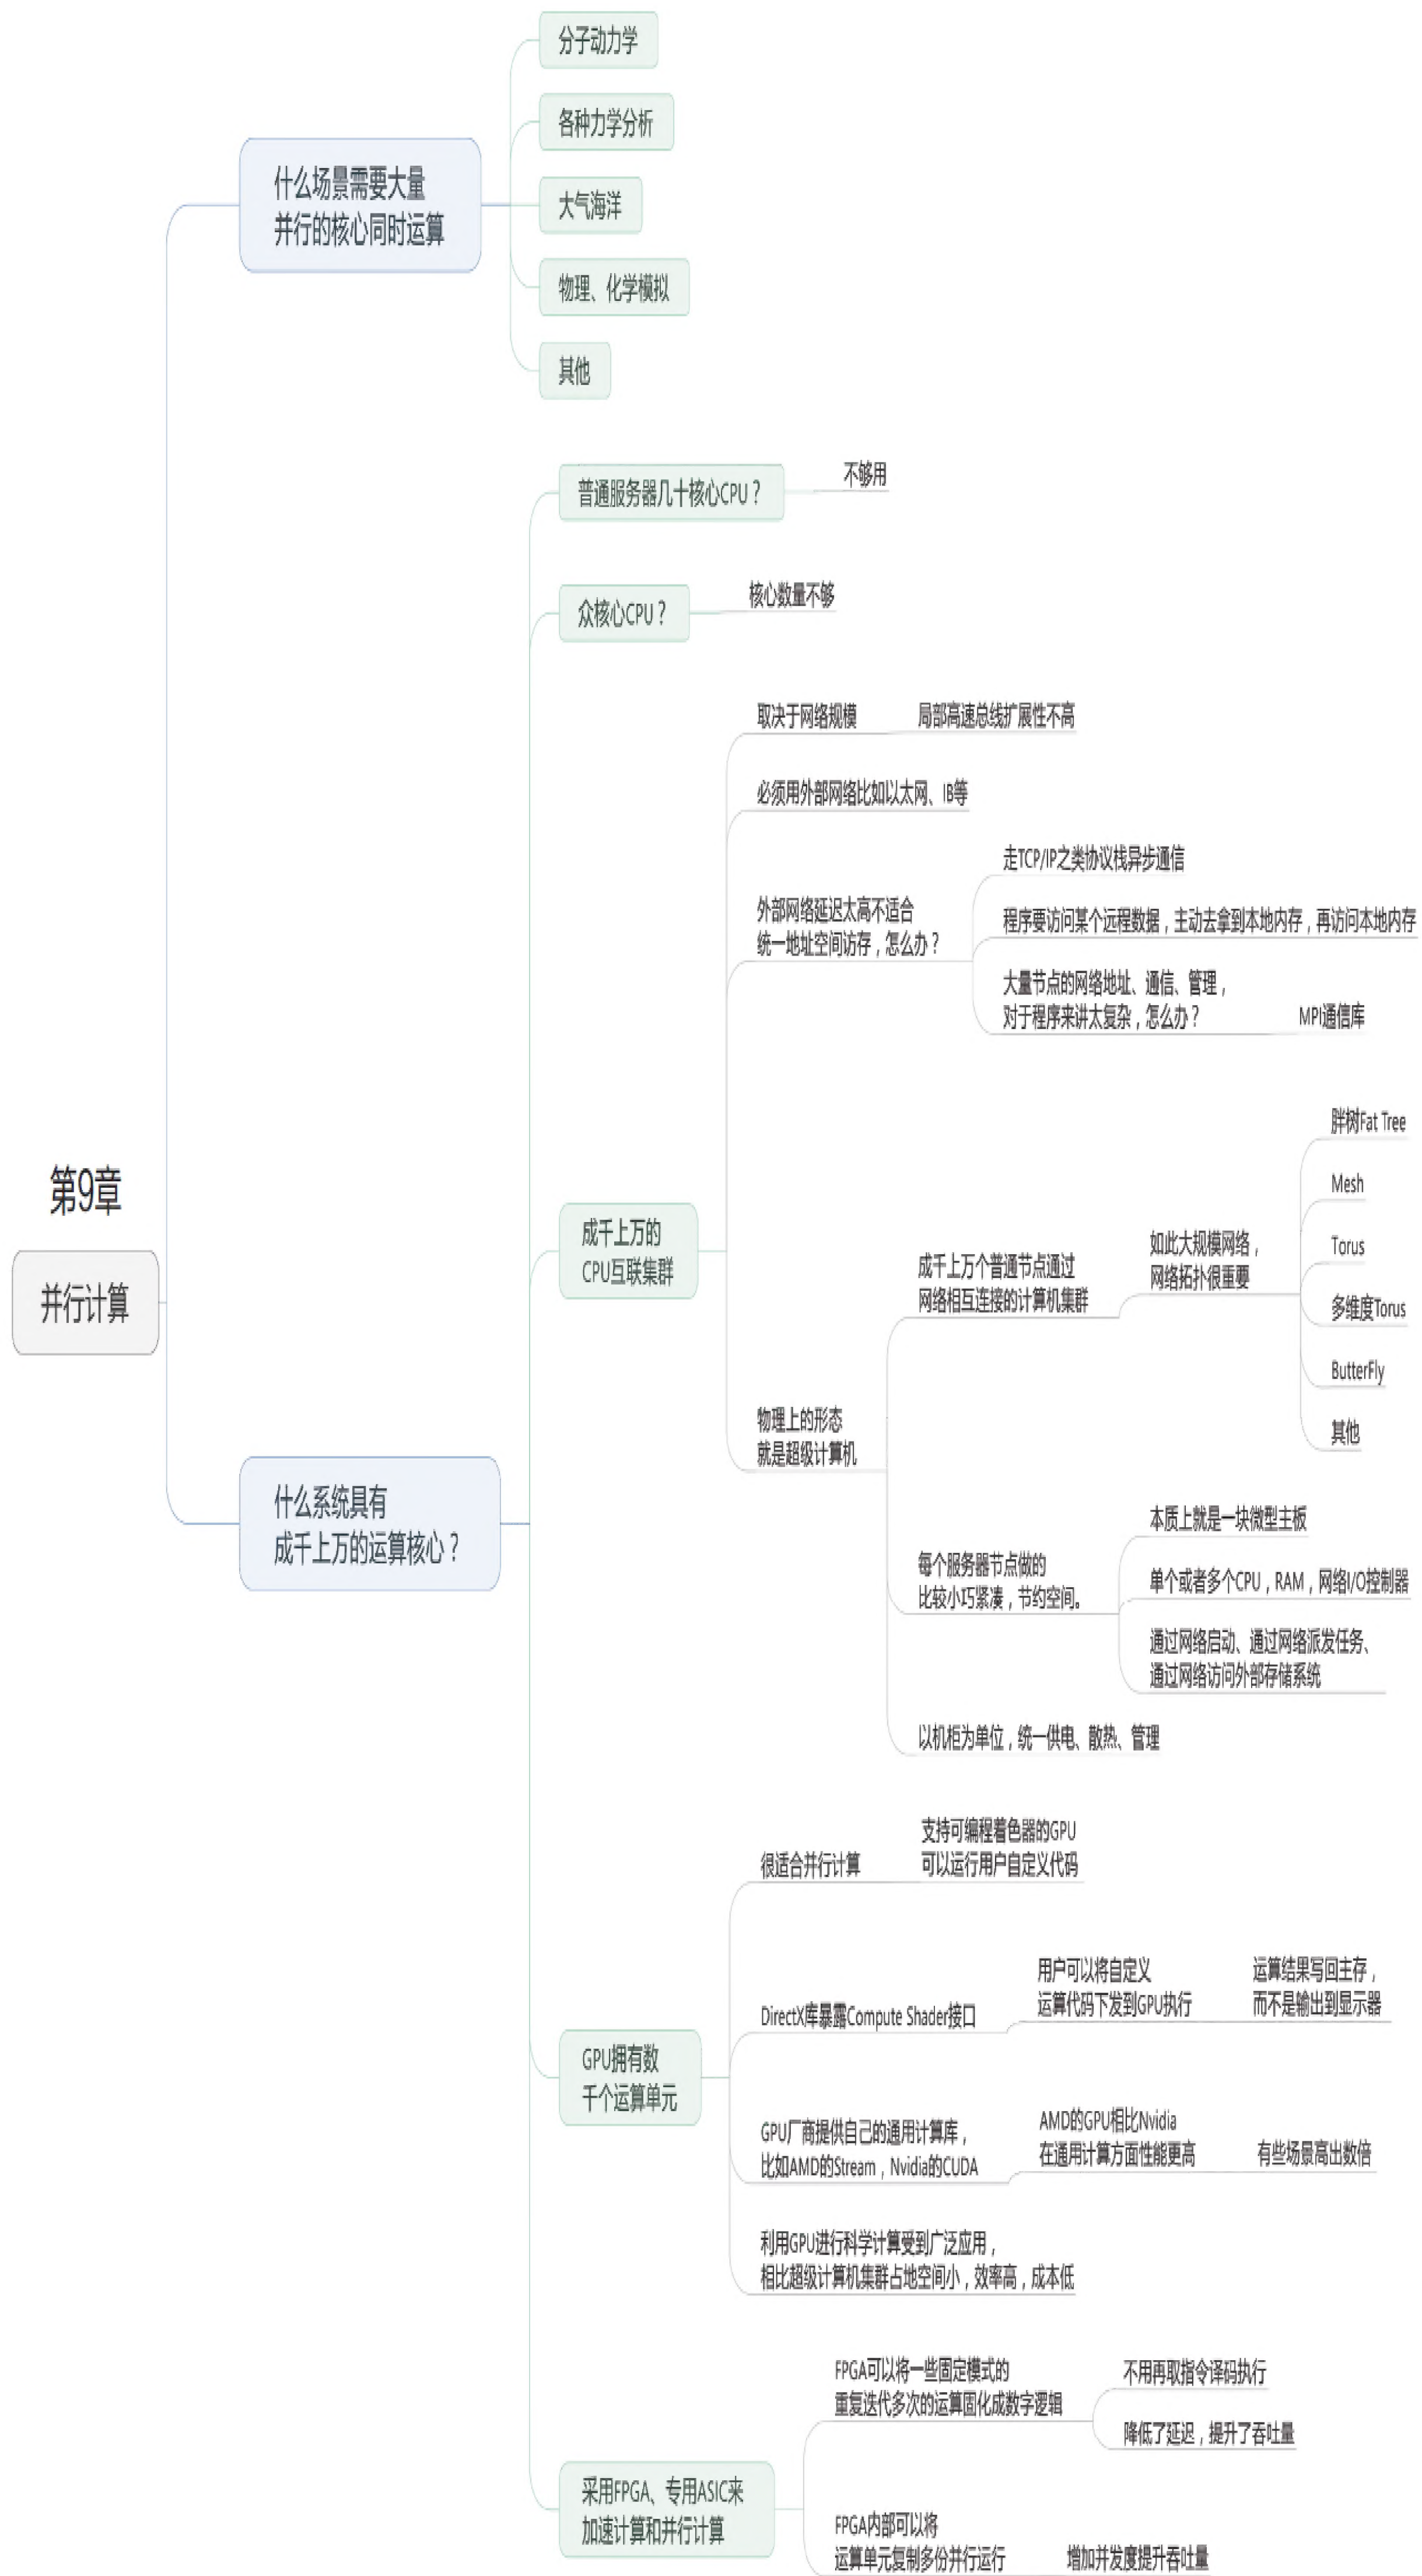 第9章
并行计算
什么场景需要大量
并行的核心同时运算
分子动力学
各种力学分析
大气海洋
物理、化学模拟
其他
什么系统具有
成千上万的运算核心？
普通服务器几十核心CPU？
不够用
众核心CPU？
核心数量不够
成千上万的
CPU互联集群
取决于网络规模
局部高速总线扩展性不高
必须用外部网络比如以太网、IB等
外部网络延迟太高不适合
统一地址空间访存，怎么办？
走TCP/IP之类协议栈异步通信
程序要访问某个远程数据，主动去拿到本地内存，再访问本地内存
大量节点的网络地址、通信、管理，
对于程序来讲太复杂，怎么办？
MPI通信库
物理上的形态
就是超级计算机
成千上万个普通节点通过
网络相互连接的计算机集群
如此大规模网络，
网络拓扑很重要
胖树Fat Tree
Mesh
Torus
多维度Torus
ButterFly
其他
每个服务器节点做的
比较小巧紧凑，节约空间。
本质上就是一块微型主板
单个或者多个CPU，RAM，网络I/O控制器
通过网络启动、通过网络派发任务、
通过网络访问外部存储系统
以机柜为单位，统一供电、散热、管理
GPU拥有数
千个运算单元
很适合并行计算
支持可编程着色器的GPU
可以运行用户自定义代码
DirectX库暴露Compute Shader接口
用户可以将自定义
运算代码下发到GPU执行
运算结果写回主存，
而不是输出到显示器
GPU厂商提供自己的通用计算库，
比如AMD的Stream，Nvidia的CUDA
AMD的GPU相比Nvidia
在通用计算方面性能更高
有些场景高出数倍
利用GPU进行科学计算受到广泛应用，
相比超级计算机集群占地空间小，效率高，成本低
采用FPGA、专用ASIC来
加速计算和并行计算
FPGA可以将一些固定模式的
重复迭代多次的运算固化成数字逻辑
不用再取指令译码执行
降低了延迟，提升了吞吐量
FPGA内部可以将
运算单元复制多份并行运行
增加并发度提升吞吐量